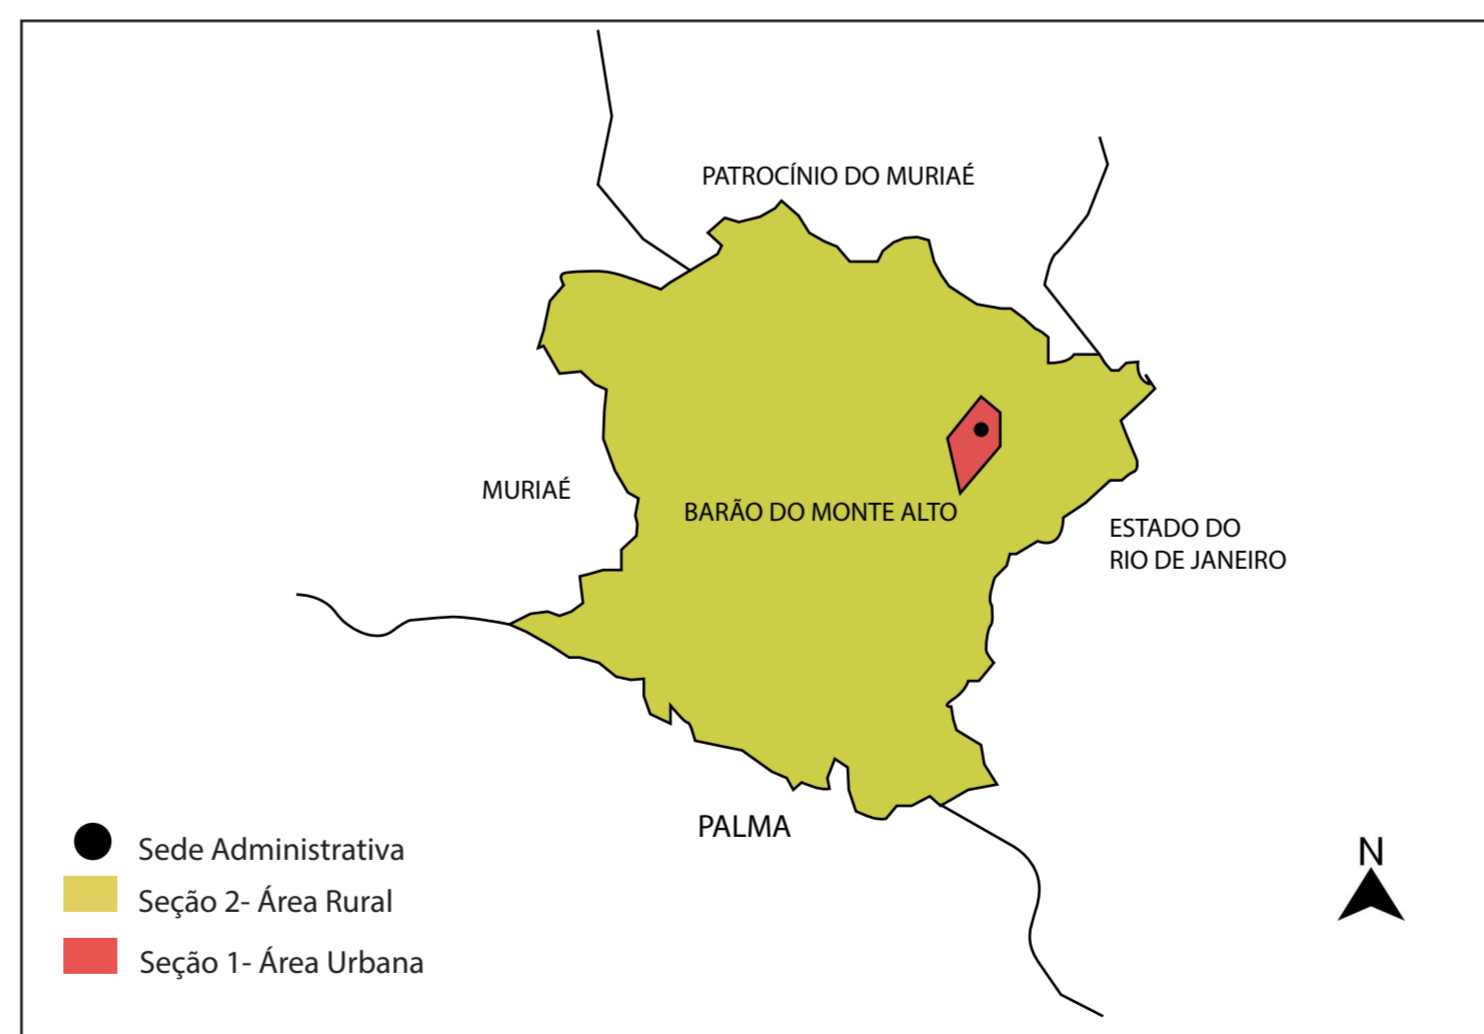 PATROCÍNIO DO MURIAÉ
MURIAÉ
BARÃO DO MONTE ALTO
ESTADO DO
RIO DE JANEIRO
PALMA
Sede Administrativa
Seção 2- Área Rural
Seção 1- Área Urbana
N